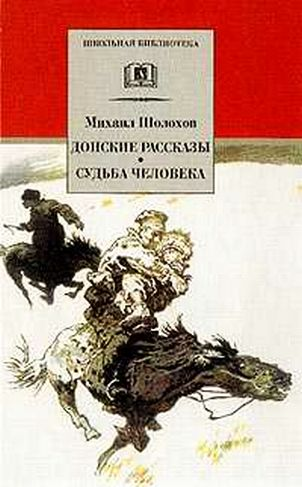 ШКОЛЬНАЯ БИБЛИОТЕКА
МИХАИЛ ШОЛОХОВ
ДОНСКИЕ РАССКАЗЫ
•
СУДЬБА ЧЕЛОВЕКА